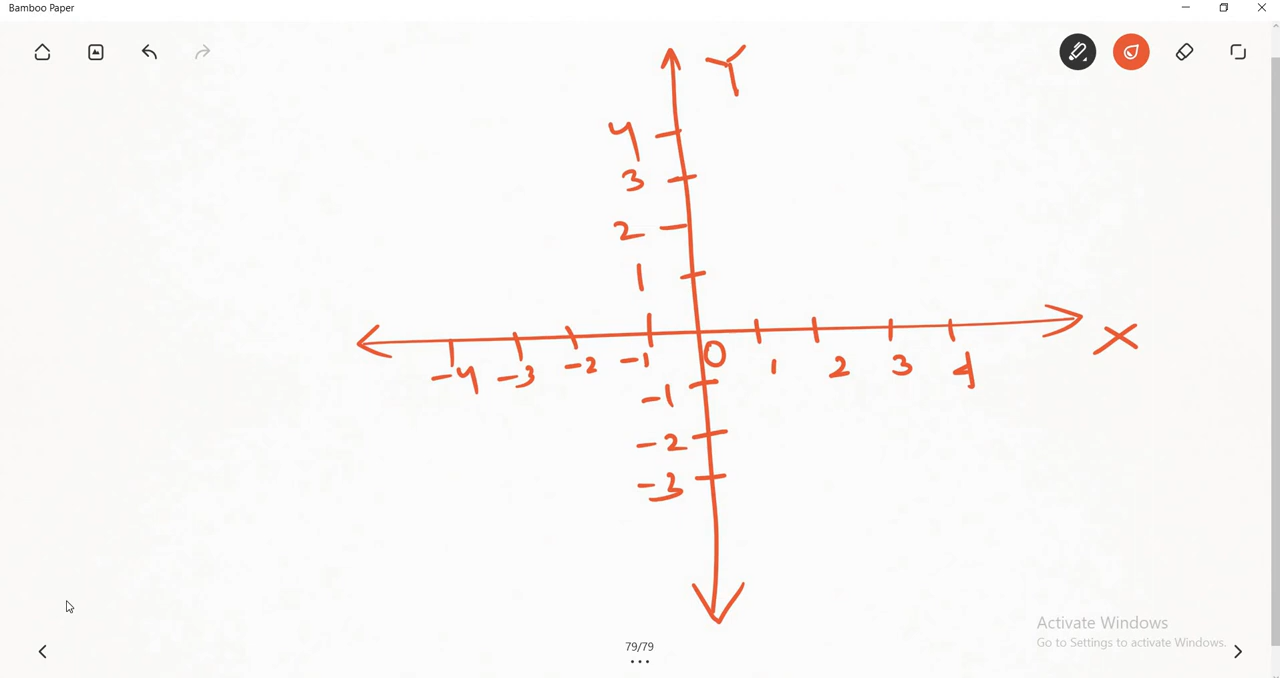 Bamboo Paper
Y
4
3
2
1
X
-4 -3 -2 -1 0 1 2 3 4
-1
-2
-3
Activate Windows
Go to Settings to activate Windows.
79/79